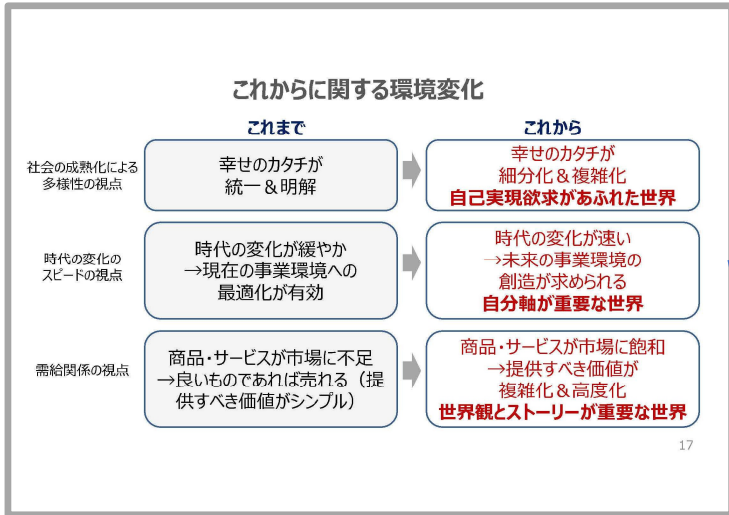 これからに関する環境変化
これまで
これから
社会の成熟化による
多様性の視点
幸せのカタチが
統一&明解
幸せのカタチが
細分化&複雑化
自己実現欲求があふれた世界
時代の変化の
スピードの視点
時代の変化が緩やか
→現在の事業環境への
最適化が有効
時代の変化が速い
→未来の事業環境の
創造が求められる
自分軸が重要な世界
需給関係の視点
商品・サービスが市場に不足
→良いものであれば売れる(提
供すべき価値がシンプル)
商品・サービスが市場に飽和
→提供すべき価値が
複雑化&高度化
世界観とストーリーが重要な世界
17